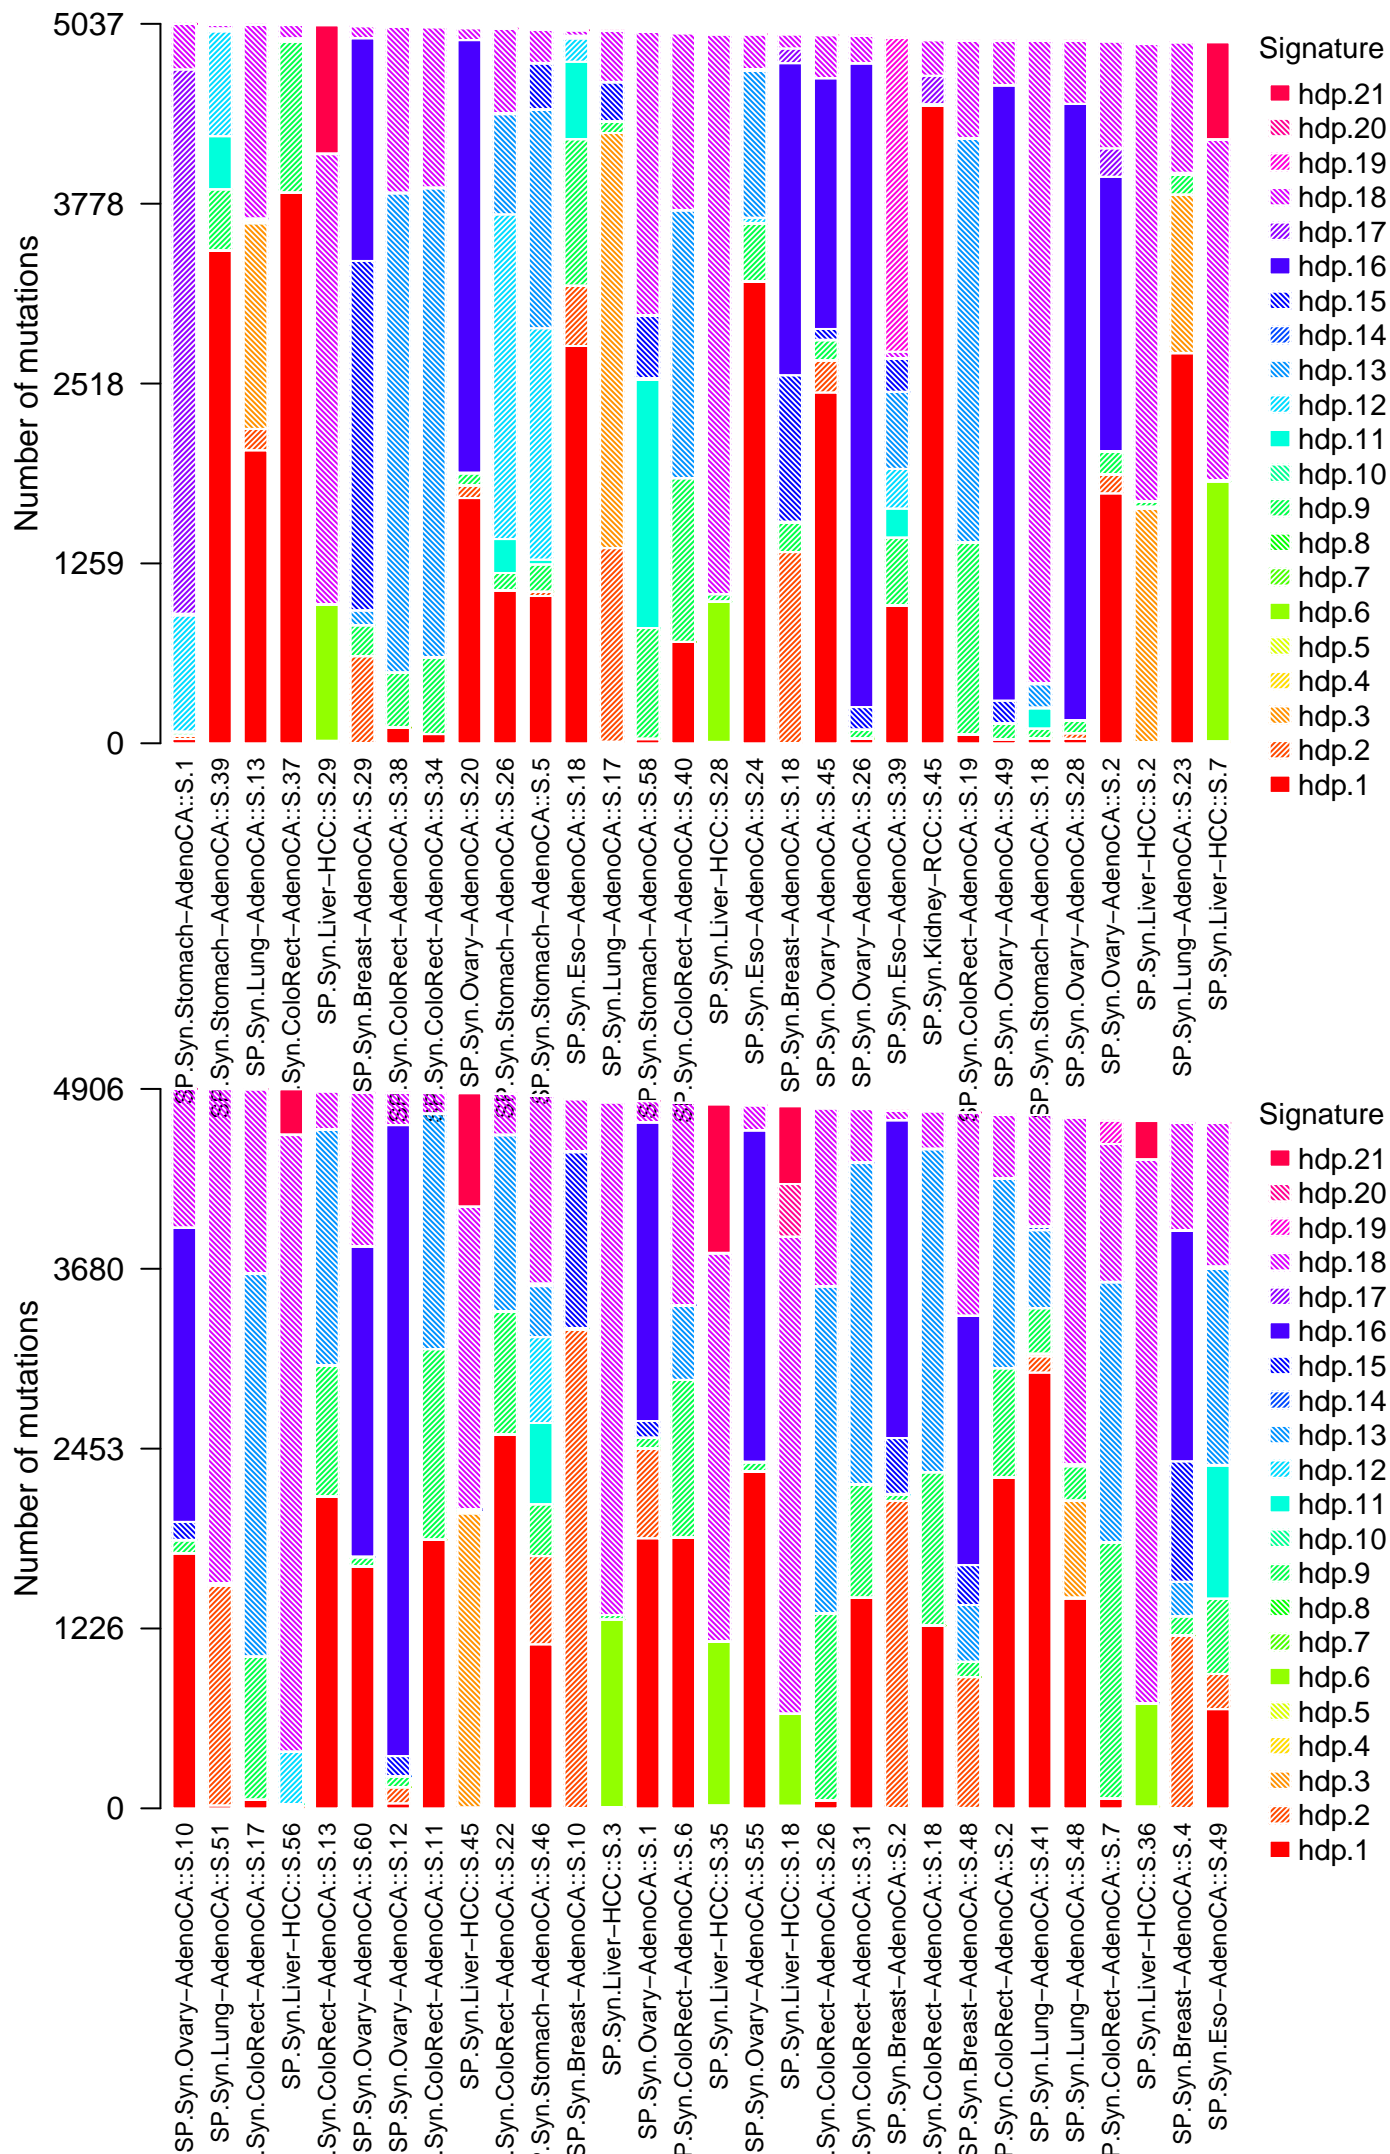 Number of mutations
5037
3778
2518
1259
0
Signature
hdp.21
hdp.20
hdp.19
hdp.18
hdp.17
hdp.16
hdp.15
hdp.14
hdp.13
hdp.12
hdp.11
hdp.10
hdp.9
hdp.8
hdp.7
hdp.6
hdp.5
hdp.4
hdp.3
hdp.2
hdp.1
SP.Syn.Stomach−AdenoCA::S.1
SP.Syn.Stomach−AdenoCA::S.39
SP.Syn.Lung−AdenoCA::S.13
.Syn.ColoRect−AdenoCA::S.37
SP.Syn.Liver−HCC::S.29
SP.Syn.Breast−AdenoCA::S.29
SP.Syn.ColoRect−AdenoCA::S.38
SP.Syn.ColoRect−AdenoCA::S.34
SP.Syn.Ovary−AdenoCA::S.20
SP.Syn.Stomach−AdenoCA::S.26
SP.Syn.Stomach−AdenoCA::S.5
SP.Syn.Eso−AdenoCA::S.18
SP.Syn.Lung−AdenoCA::S.17
SP.Syn.Stomach−AdenoCA::S.58
SP.Syn.ColoRect−AdenoCA::S.40
SP.Syn.Liver−HCC::S.28
SP.Syn.Eso−AdenoCA::S.24
SP.Syn.Breast−AdenoCA::S.18
SP.Syn.Ovary−AdenoCA::S.45
SP.Syn.Ovary−AdenoCA::S.26
SP.Syn.Eso−AdenoCA::S.39
SP.Syn.Kidney−RCC::S.45
SP.Syn.ColoRect−AdenoCA::S.19
SP.Syn.Ovary−AdenoCA::S.49
SP.Syn.Stomach−AdenoCA::S.18
SP.Syn.Ovary−AdenoCA::S.28
SP.Syn.Ovary−AdenoCA::S.2
SP.Syn.Liver−HCC::S.2
SP.Syn.Lung−AdenoCA::S.23
SP.Syn.Liver−HCC::S.7
Number of mutations
4906
3680
2453
1226
0
Signature
hdp.21
hdp.20
hdp.19
hdp.18
hdp.17
hdp.16
hdp.15
hdp.14
hdp.13
hdp.12
hdp.11
hdp.10
hdp.9
hdp.8
hdp.7
hdp.6
hdp.5
hdp.4
hdp.3
hdp.2
hdp.1
SP.Syn.Ovary−AdenoCA::S.10
SP.Syn.Lung−AdenoCA::S.51
.Syn.ColoRect−AdenoCA::S.17
SP.Syn.Liver−HCC::S.56
.Syn.ColoRect−AdenoCA::S.13
SP.Syn.Ovary−AdenoCA::S.60
SP.Syn.Ovary−AdenoCA::S.12
.Syn.ColoRect−AdenoCA::S.11
SP.Syn.Liver−HCC::S.45
.Syn.ColoRect−AdenoCA::S.22
.Syn.Stomach−AdenoCA::S.46
SP.Syn.Breast−AdenoCA::S.10
SP.Syn.Liver−HCC::S.3
SP.Syn.Ovary−AdenoCA::S.1
P.Syn.ColoRect−AdenoCA::S.6
SP.Syn.Liver−HCC::S.35
SP.Syn.Ovary−AdenoCA::S.55
SP.Syn.Liver−HCC::S.18
.Syn.ColoRect−AdenoCA::S.26
.Syn.ColoRect−AdenoCA::S.31
SP.Syn.Breast−AdenoCA::S.2
.Syn.ColoRect−AdenoCA::S.18
SP.Syn.Breast−AdenoCA::S.48
P.Syn.ColoRect−AdenoCA::S.2
SP.Syn.Lung−AdenoCA::S.41
SP.Syn.Lung−AdenoCA::S.48
P.Syn.ColoRect−AdenoCA::S.7
SP.Syn.Liver−HCC::S.36
SP.Syn.Breast−AdenoCA::S.4
SP.Syn.Eso−AdenoCA::S.49